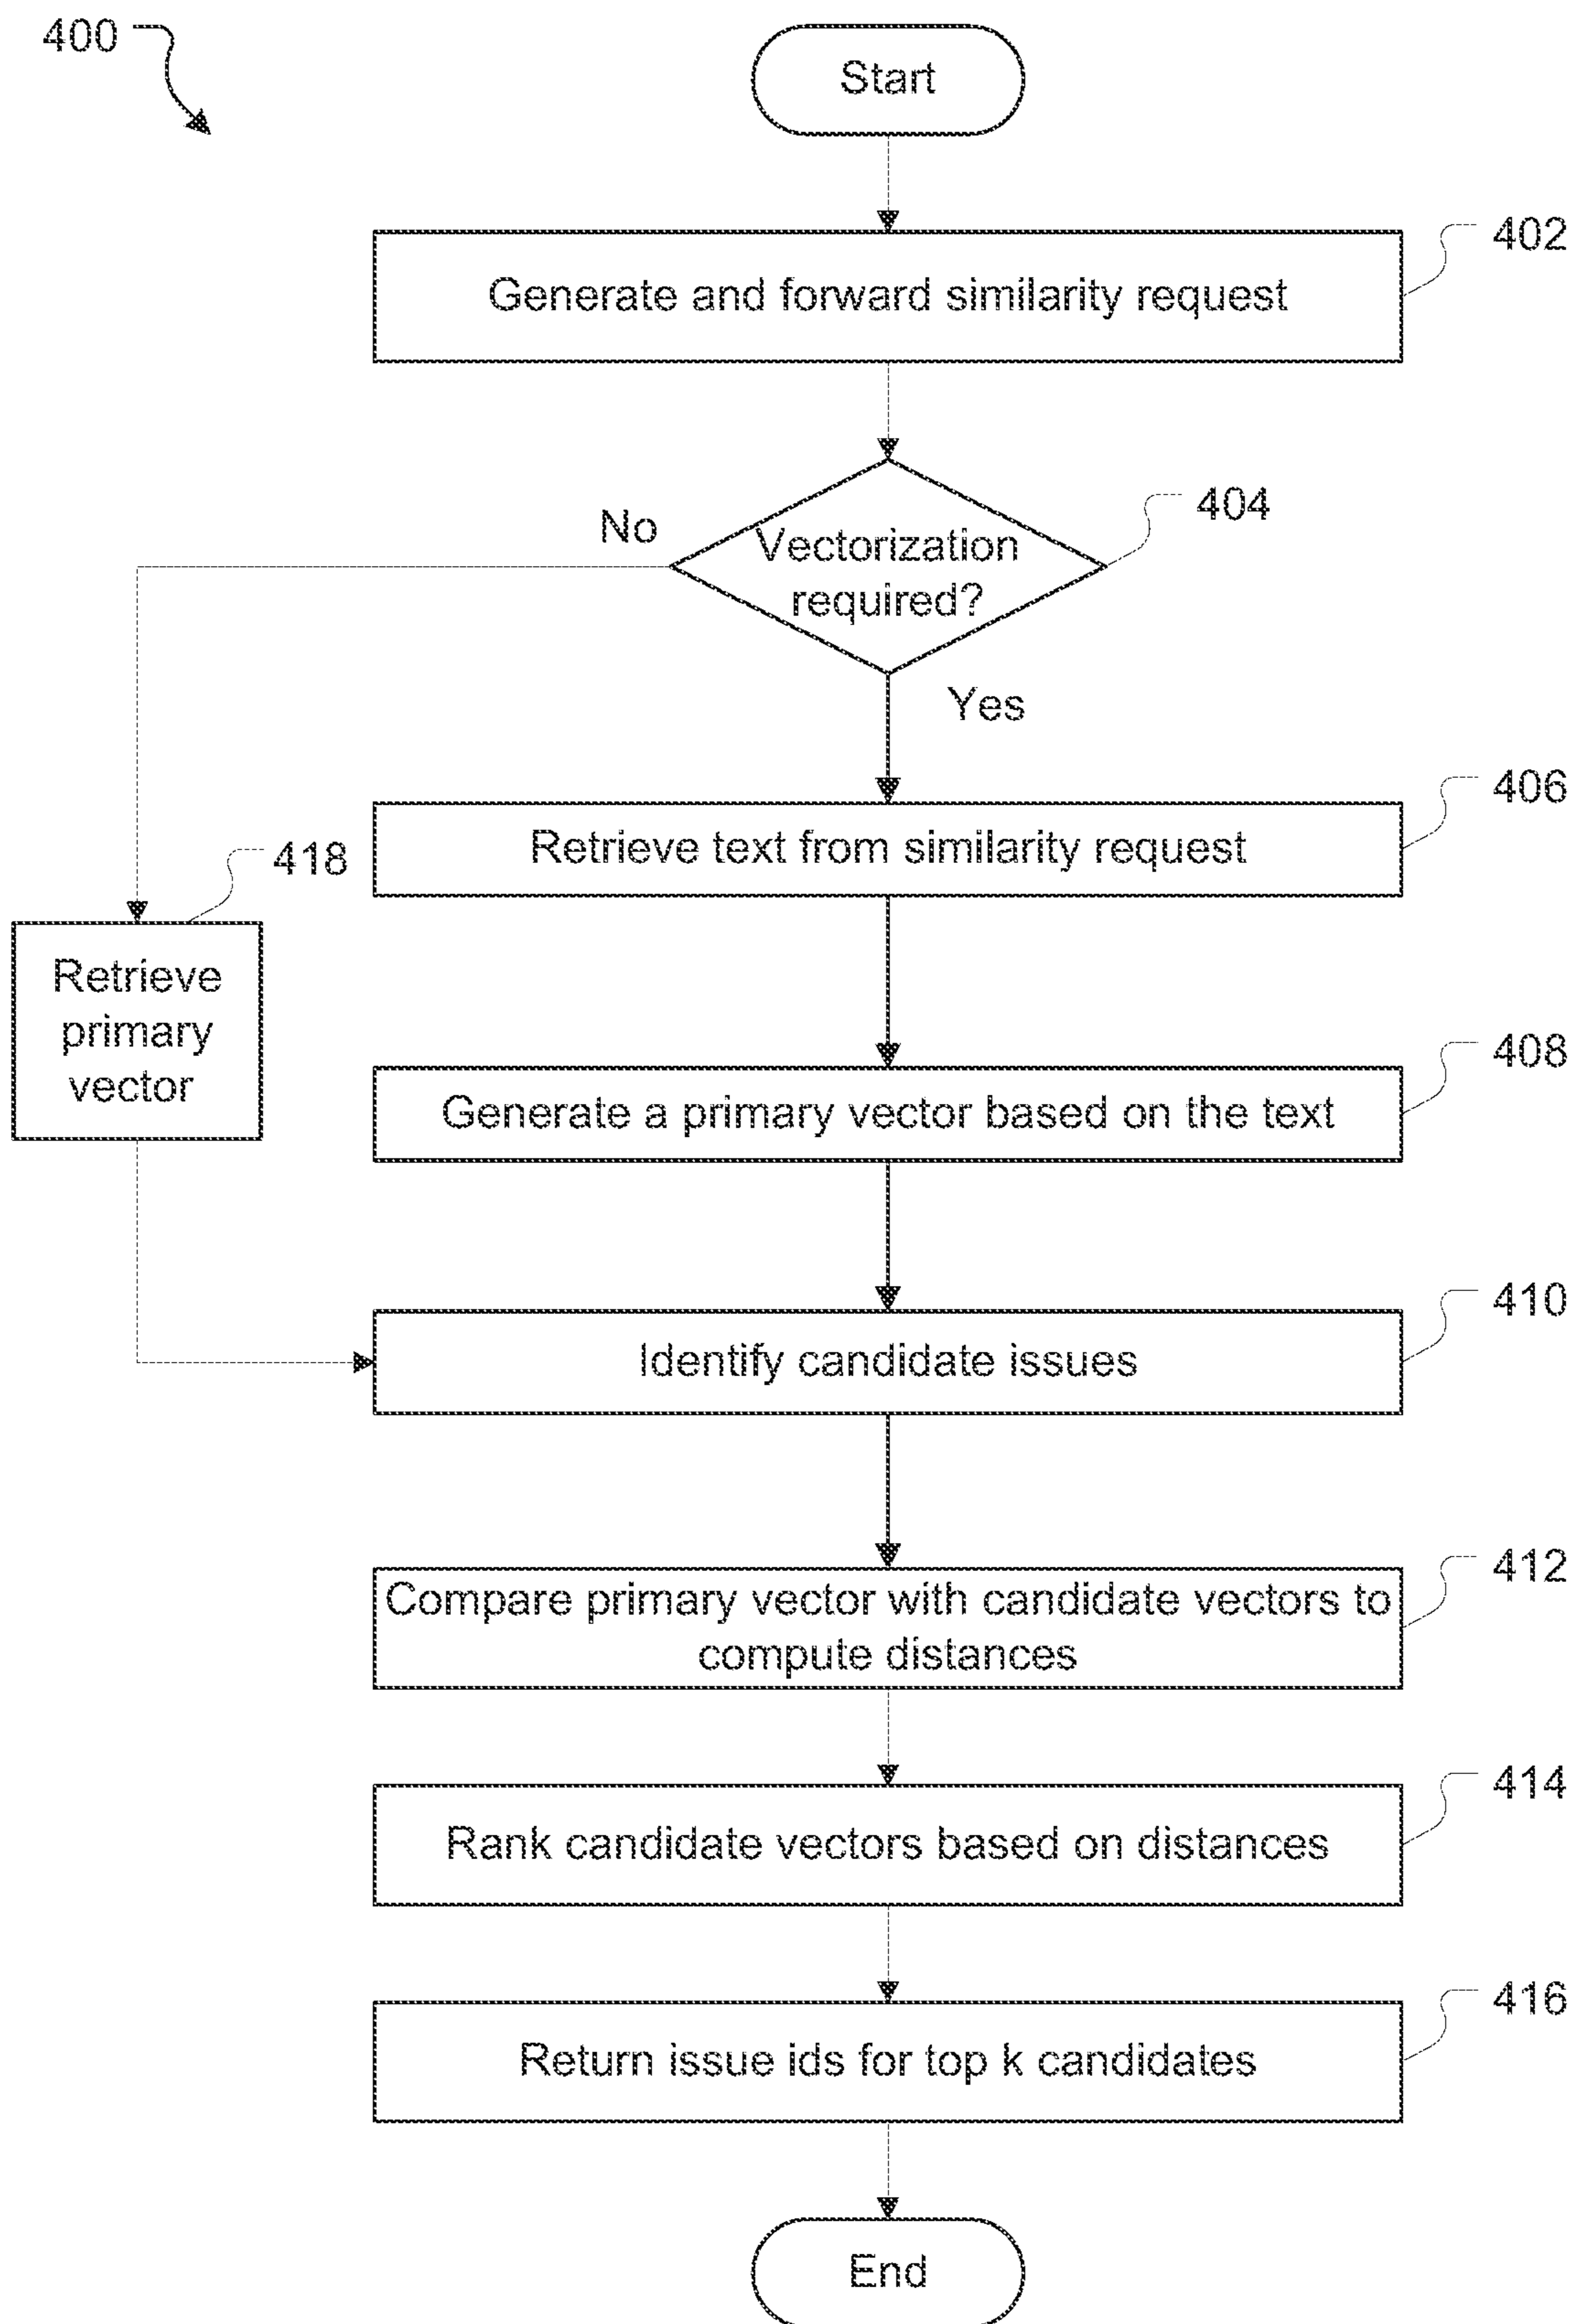 400
Start
402
Generate and forward similarity request
404
No
Vectorization
required?
Yes
406
Retrieve text from similarity request
418
Retrieve
primary
vector
408
Generate a primary vector based on the text
410
Identify candidate issues
412
Compare primary vector with candidate vectors to
compute distances
414
Rank candidate vectors based on distances
416
Return issue ids for top k candidates
End